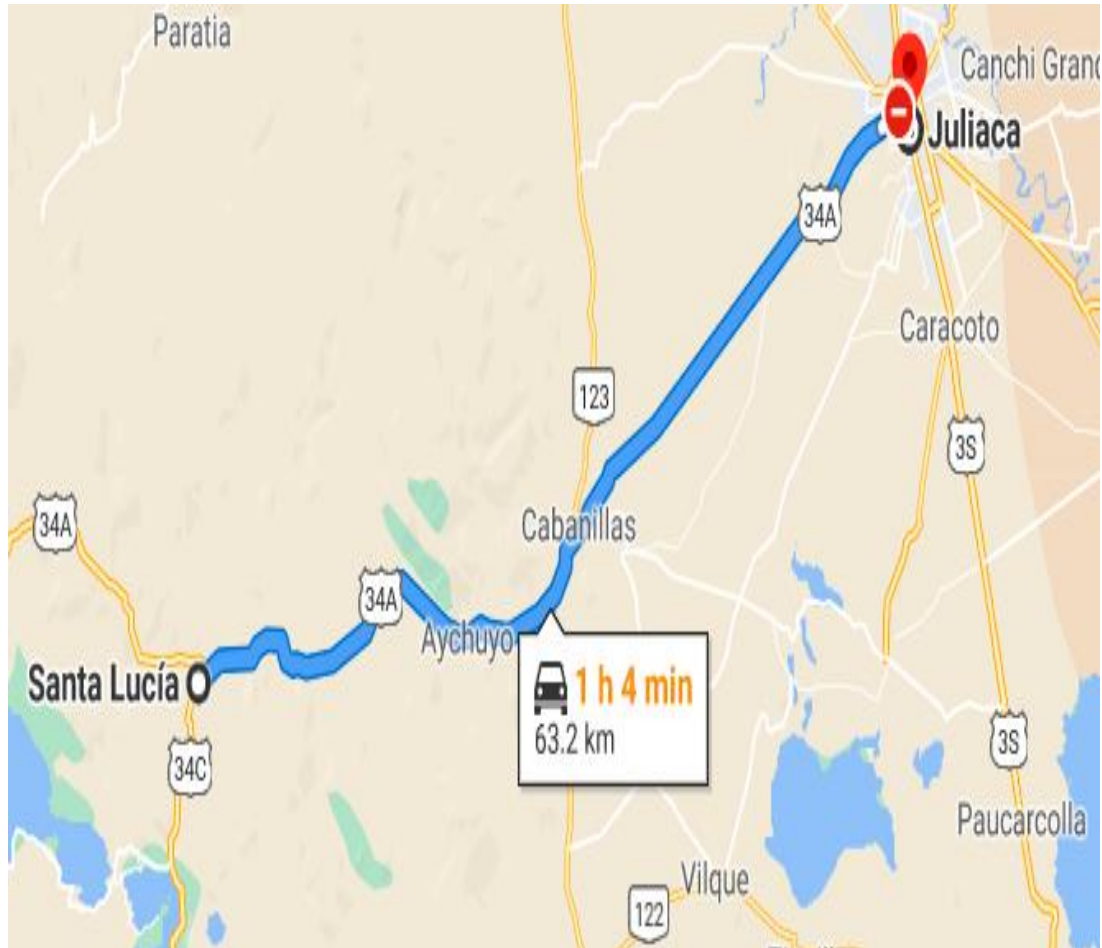 Paratia
Canchi Grand
Juliaca
34A
Caracoto
123
3S
34A
Cabanillas
34A
Aychuyo
Santa Lucía
1 h 4 min
63.2 km
34C
3S
Paucarcolla
Vilque
122